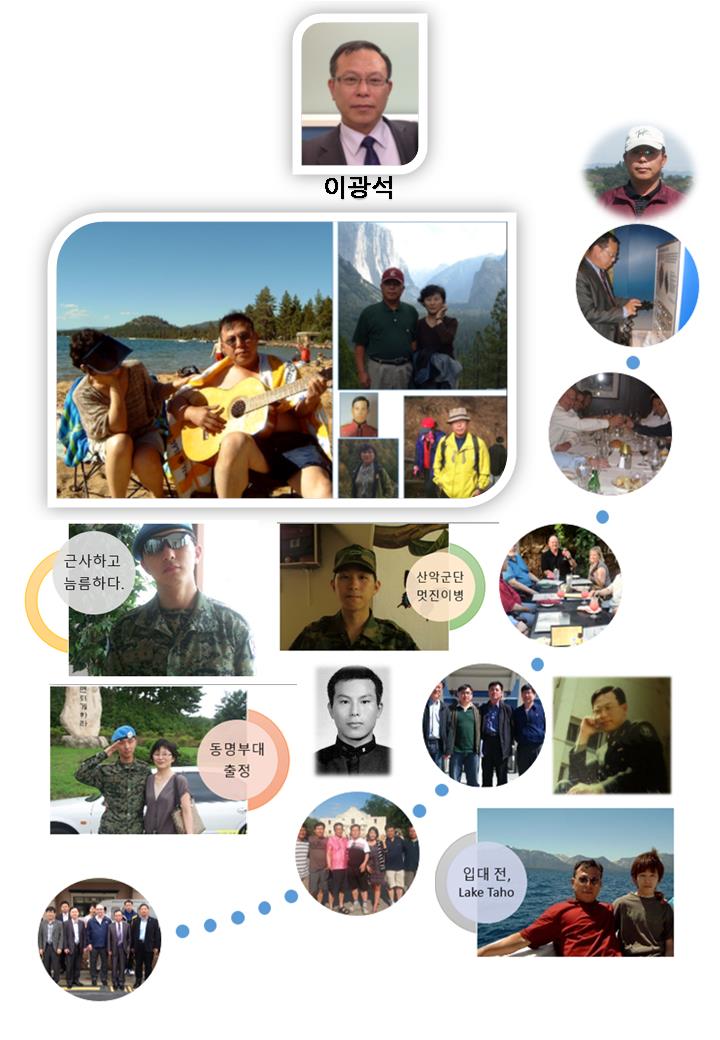 이광석
근사하고
늠름하다.
산악군단
멋진이병
동명부대
출정
입대 전,
Lake Taho